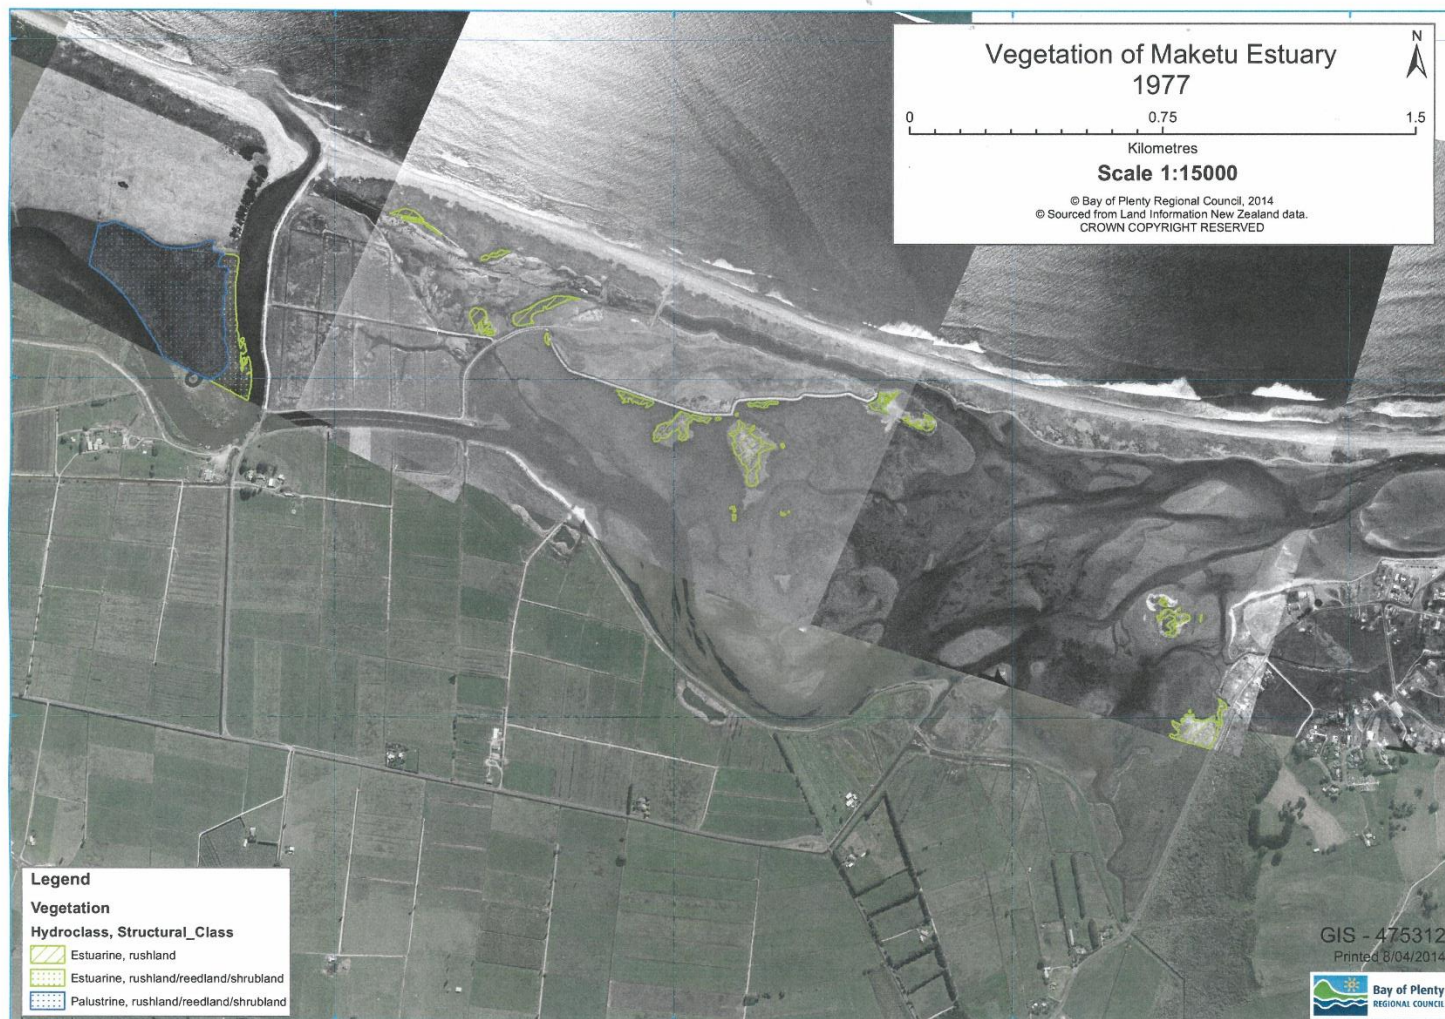 Vegetation of Maketu Estuary
1977
N
0 0.75 1.5
Kilometres
Scale 1:15000
© Bay of Plenty Regional Council, 2014
© Sourced from Land Information New Zealand data.
CROWN COPYRIGHT RESERVED
Legend
Vegetation
Hydroclass, Structural_Class
Estuarine, rushland
Estuarine, rushland/reedland/shrubland
Palustrine, rushland/reedland/shrubland
GIS - 475312
Printed 8/04/2014
Bay of Plenty
REGIONAL COUNCIL